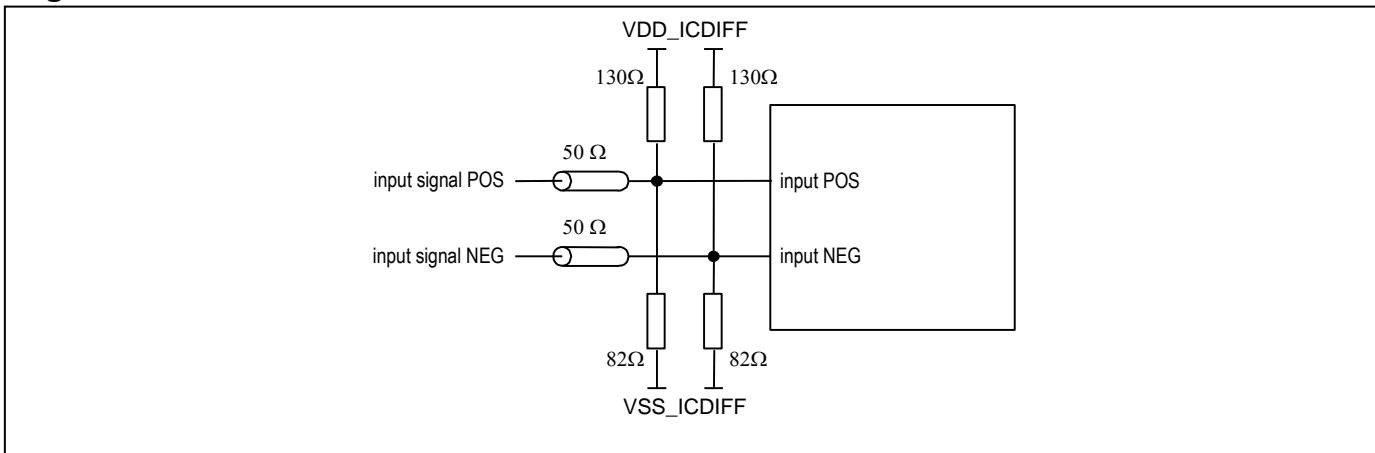 VDD_ICDIFF
130Ω 130Ω
50 Ω
input signal POS input POS
50 Ω
input signal NEG input NEG
82Ω 82Ω
VSS_ICDIFF